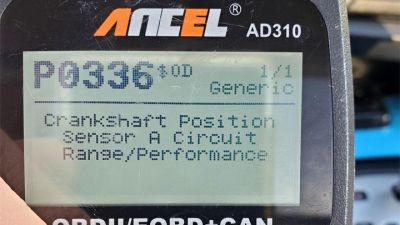 ANCEL® AD310
P0336 $0D 1/1
Generic
Crankshaft Position
Sensor A Circuit
Range/Performance
OBDII/EOBD+CAN